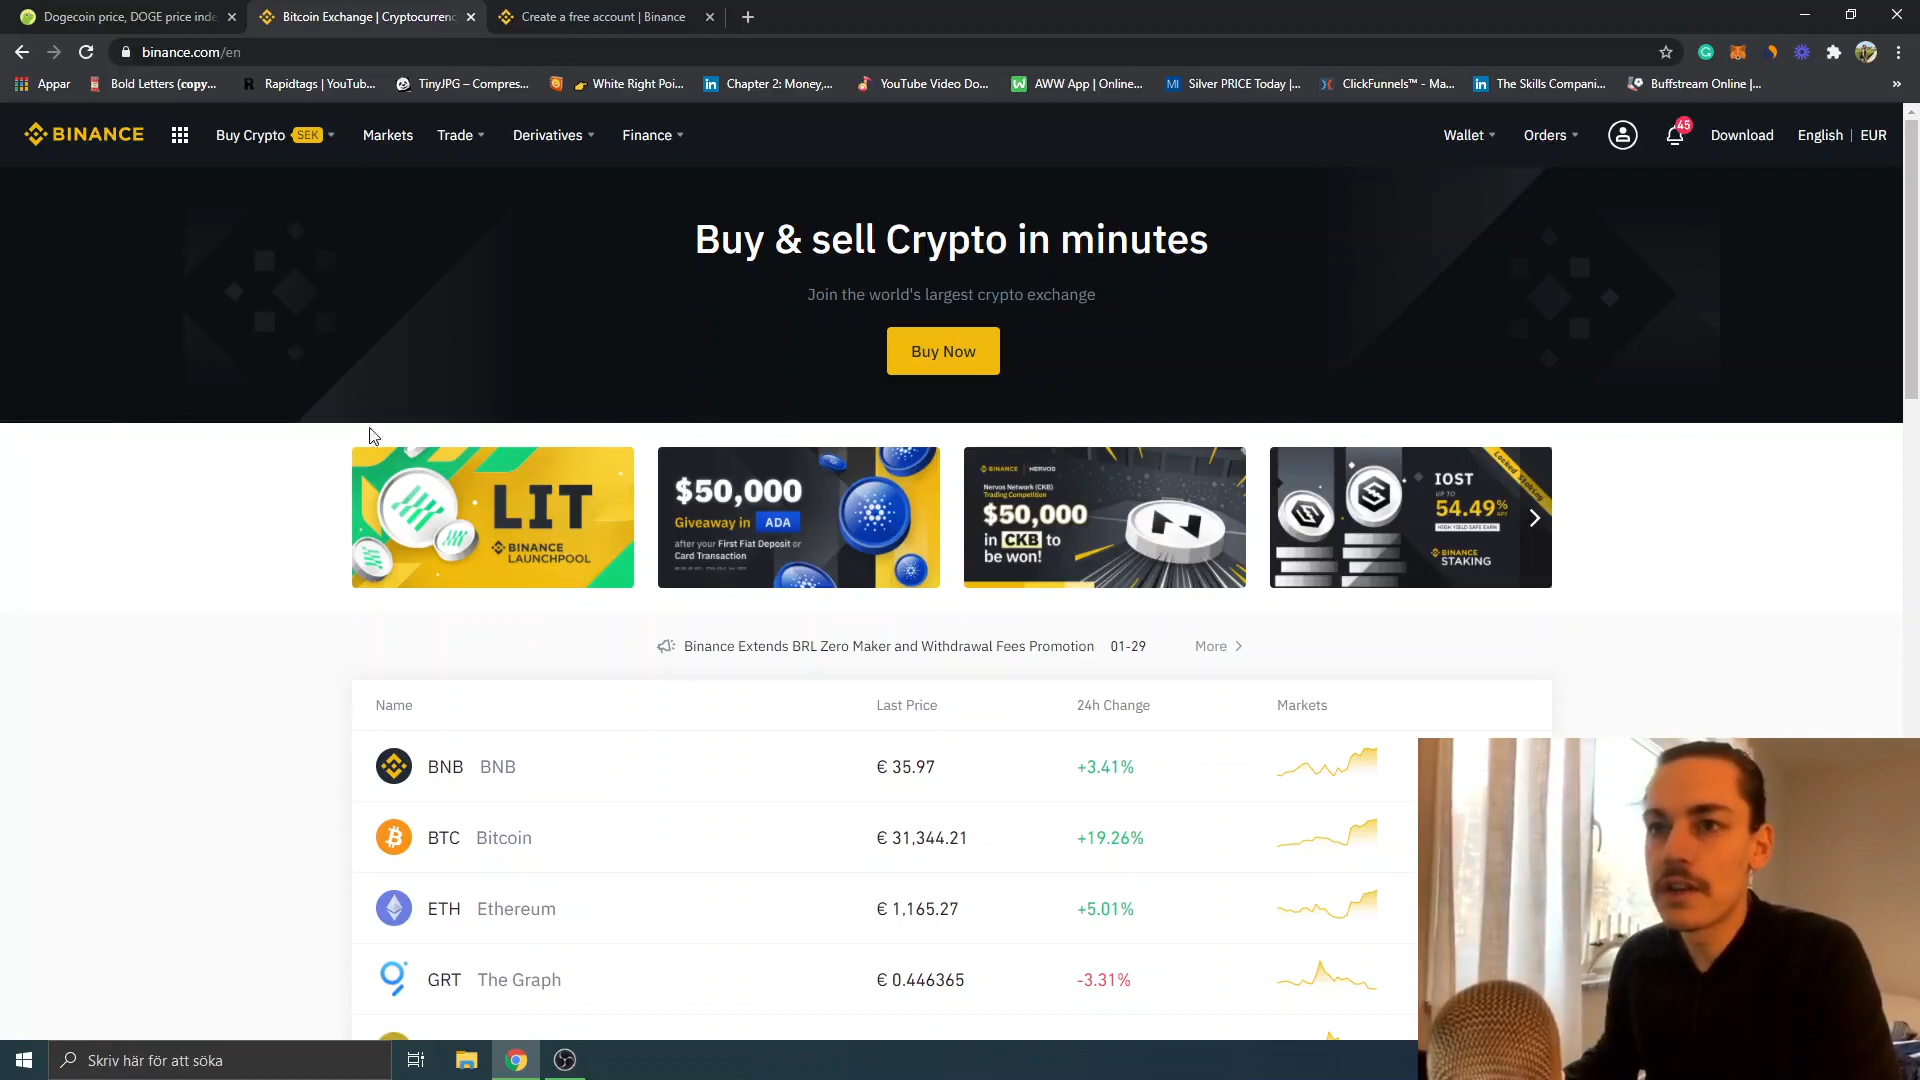 Dogecoin price, DOGE price inde
Bitcoin Exchange | Cryptocurrenc
Create a free account | Binance
binance.com/en
Appar
Bold Letters (copy...
Rapidtags | YouTub...
TinyJPG – Compres...
White Right Poi...
Chapter 2: Money,...
YouTube Video Do...
AWW App | Online...
Silver PRICE Today |...
ClickFunnels™ - Ma...
The Skills Compani...
Buffstream Online |...
BINANCE
Buy Crypto SEK
Markets
Trade
Derivatives
Finance
Wallet
Orders
45
Download
English | EUR
Buy & sell Crypto in minutes
Join the world's largest crypto exchange
Buy Now
LIT
BINANCE
LAUNCHPOOL
$50,000
Giveaway in ADA
after your First Fiat Deposit or
Card Transaction
BINANCE | HERVOS
Nervos Network (CKB)
Trading Competition
$50,000
in CKB to
be won!
Locked Staking
IOST
UP TO
54.49% APY
HIGH YIELD SAFE EARN
BINANCE
STAKING
Binance Extends BRL Zero Maker and Withdrawal Fees Promotion 01-29 More
Name Last Price 24h Change Markets
BNB BNB € 35.97 +3.41%
BTC Bitcoin € 31,344.21 +19.26%
ETH Ethereum € 1,165.27 +5.01%
GRT The Graph € 0.446365 -3.31%
Skriv här för att söka